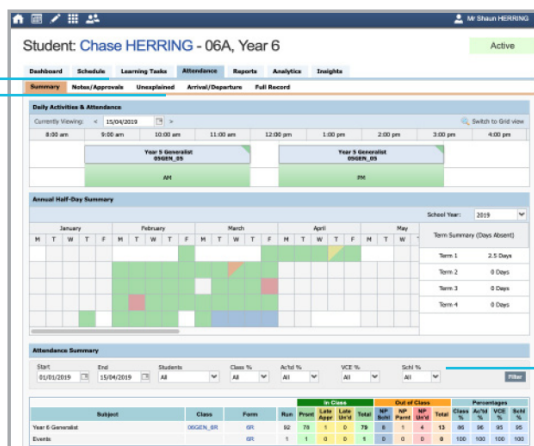 Mr Shaun HERRING
Student: Chase HERRING - 06A, Year 6
Active
Dashboard Schedule Learning Tasks Attendance Reports Analytics Insights
Summary Notes/Approvals Unexplained Arrival/Departure Full Record
Daily Activities & Attendance
Currently Viewing: < 15/04/2019 > Switch to Grid view
8:00 am 9:00 am 10:00 am 11:00 am 12:00 pm 1:00 pm 2:00 pm 3:00 pm 4:00 pm
Year 5 Generalist Year 5 Generalist
05GEN_05 05GEN_05
AM PM
Annual Half-Day Summary
School Year: 2019
January February March April May
M T W T F M T W T F M T W T F M T W T F M T W T F
Term Summary (Days Absent)
Term 1 2.5 Days
Term 2 0 Days
Term 3 0 Days
Term 4 0 Days
Attendance Summary
Start End Students Class % Ac'td % VCE % Schl %
01/01/2019 15/04/2019 All All All All All Filter
In Class Out of Class Percentages
Subject Class Form Run Prsnt Late Appr Late Un'd Total NP Schl NP Parnt NP Un'd Total Class % Ac'td % VCE % Schl %
Year 6 Generalist 06GEN_6R 6R 92 78 1 0 79 8 1 4 13 86 96 95 95
Events 6R 1 1 0 0 1 0 0 0 0 100 100 100 100